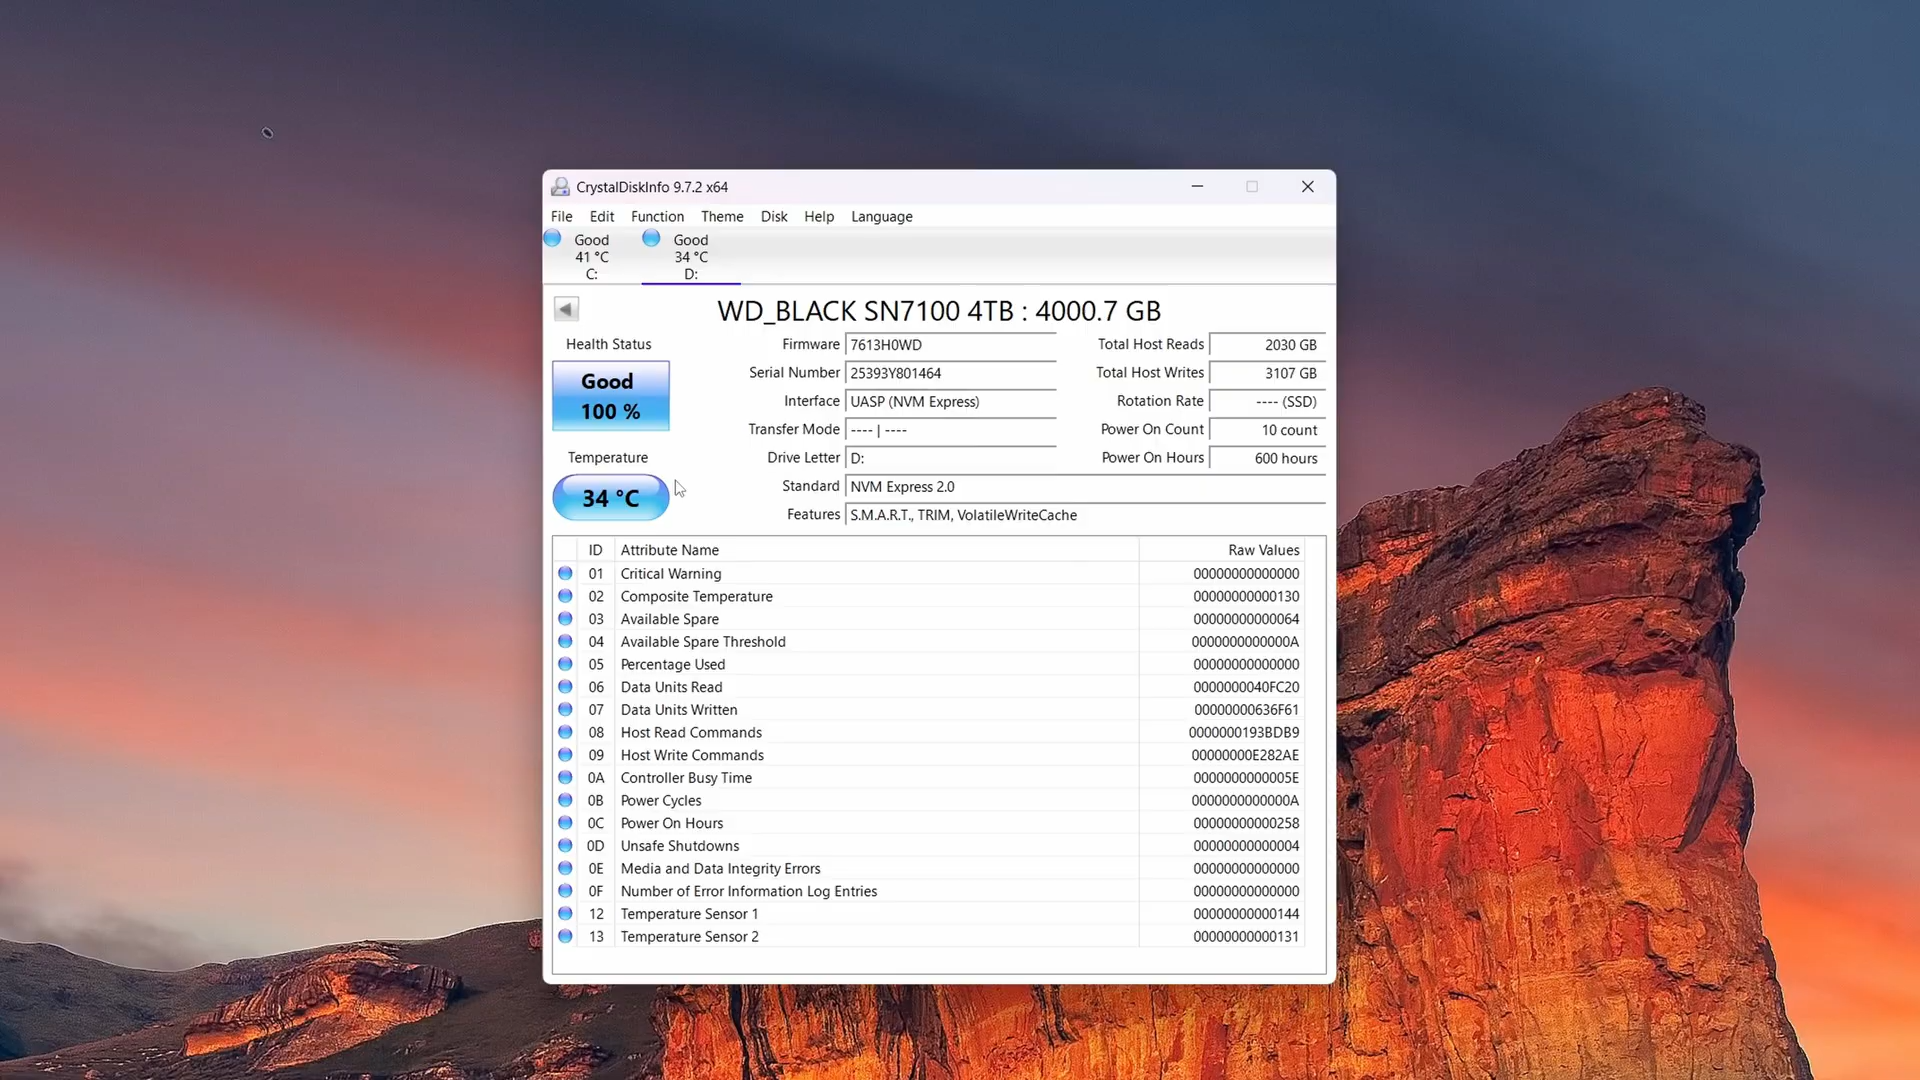 CrystalDiskInfo 9.7.2 x64
File Edit Function Theme Disk Help Language
Good Good
41 °C 34 °C
C: D:
WD_BLACK SN7100 4TB : 4000.7 GB
Health Status
Good
100 %
Temperature
34 °C
Firmware 7613H0WD
Serial Number 25393Y801464
Interface UASP (NVM Express)
Transfer Mode ---- | ----
Drive Letter D:
Standard NVM Express 2.0
Features S.M.A.R.T., TRIM, VolatileWriteCache
Total Host Reads 2030 GB
Total Host Writes 3107 GB
Rotation Rate ---- (SSD)
Power On Count 10 count
Power On Hours 600 hours
ID Attribute Name Raw Values
01 Critical Warning 00000000000000
02 Composite Temperature 00000000000130
03 Available Spare 00000000000064
04 Available Spare Threshold 0000000000000A
05 Percentage Used 00000000000000
06 Data Units Read 0000000040FC20
07 Data Units Written 00000000636F61
08 Host Read Commands 0000000193BDB9
09 Host Write Commands 00000000E282AE
0A Controller Busy Time 0000000000005E
0B Power Cycles 0000000000000A
0C Power On Hours 00000000000258
0D Unsafe Shutdowns 00000000000004
0E Media and Data Integrity Errors 00000000000000
0F Number of Error Information Log Entries 00000000000000
12 Temperature Sensor 1 00000000000144
13 Temperature Sensor 2 00000000000131